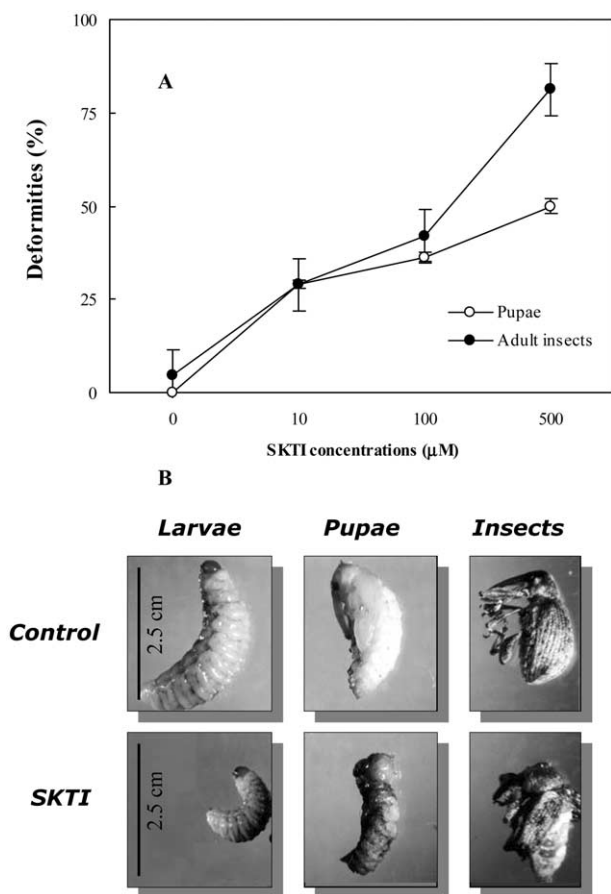 100
A
75
Deformities (%)
50
25
Pupae
Adult insects
0
0 10 100 500
SKTI concentrations (μM)
B
Larvae Pupae Insects
Control
2.5 cm
SKTI
2.5 cm